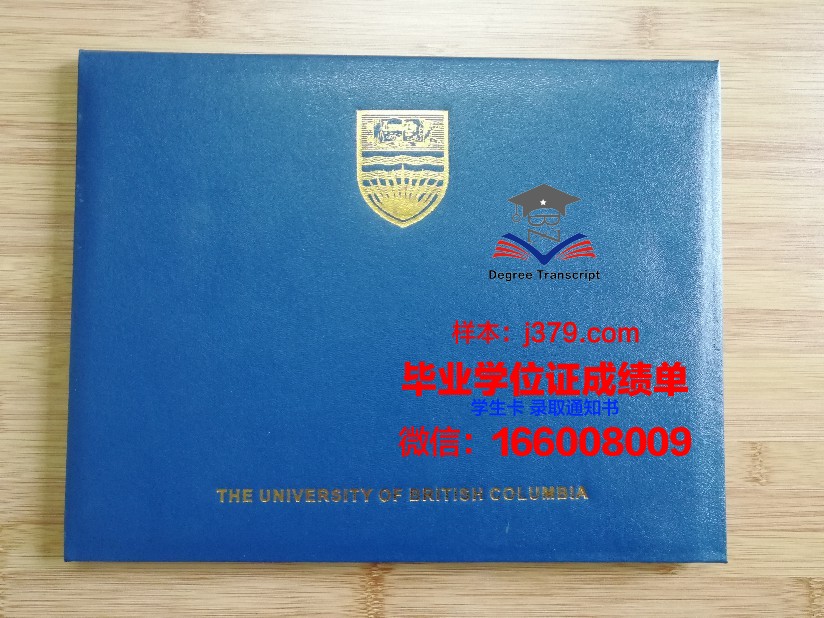 Degree Transcript
样本：j379.com
毕业学位证成绩单
学生卡 录取通知书
微信：166008009
THE UNIVERSITY OF BRITISH COLUMBIA